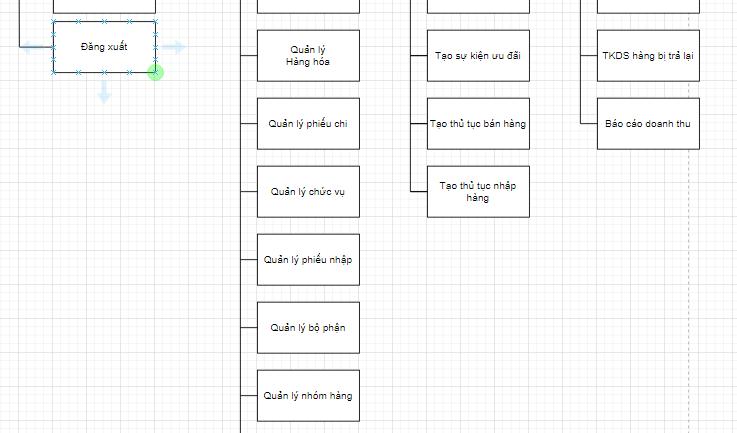 Đăng xuất
Quản lý
Hàng hóa
Quản lý phiếu chi
Quản lý chức vụ
Quản lý phiếu nhập
Quản lý bộ phận
Quản lý nhóm hàng
Tạo sự kiện ưu đãi
Tạo thủ tục bán hàng
Tạo thủ tục nhập
hàng
TKDS hàng bị trả lại
Báo cáo doanh thu